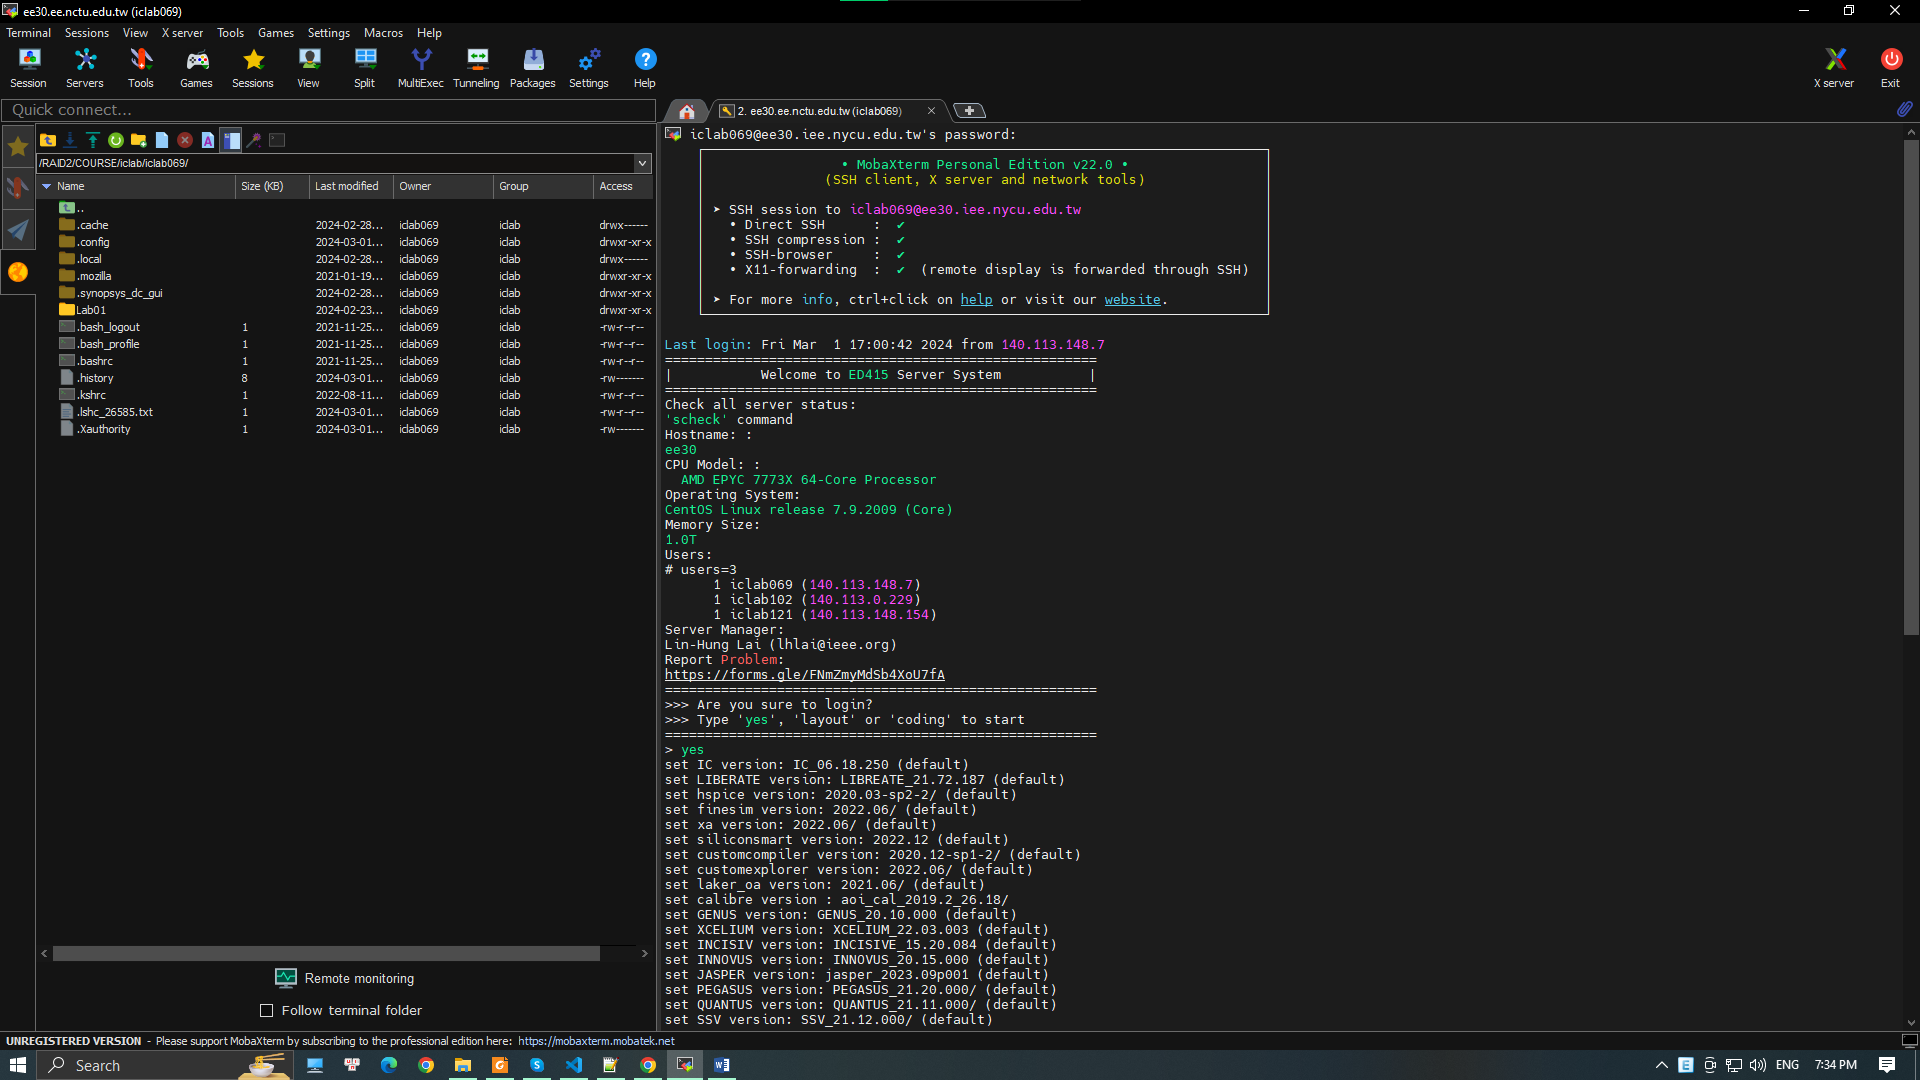 ee30.ee.nctu.edu.tw (iclab069)
Terminal Sessions View X server Tools Games Settings Macros Help
Session Servers Tools Games Sessions View Split MultiExec Tunneling Packages Settings Help X server Exit
Quick connect...
2. ee30.ee.nctu.edu.tw (iclab069)
/RAID2/COURSE/iclab/iclab069/
Name Size (KB) Last modified Owner Group Access
..
.cache 2024-02-28... iclab069 iclab drwx------
.config 2024-03-01... iclab069 iclab drwxr-xr-x
.local 2024-02-28... iclab069 iclab drwx------
.mozilla 2021-01-19... iclab069 iclab drwxr-xr-x
.synopsys_dc_gui 2024-02-28... iclab069 iclab drwxr-xr-x
Lab01 2024-02-23... iclab069 iclab drwxr-xr-x
.bash_logout 1 2021-11-25... iclab069 iclab -rw-r--r--
.bash_profile 1 2021-11-25... iclab069 iclab -rw-r--r--
.bashrc 1 2021-11-25... iclab069 iclab -rw-r--r--
.history 8 2024-03-01... iclab069 iclab -rw-------
.kshrc 1 2022-08-11... iclab069 iclab -rw-r--r--
.lshc_26585.txt 1 2024-03-01... iclab069 iclab -rw-r--r--
.Xauthority 1 2024-03-01... iclab069 iclab -rw-------
Remote monitoring
Follow terminal folder
iclab069@ee30.iee.nycu.edu.tw's password:
• MobaXterm Personal Edition v22.0 •
(SSH client, X server and network tools)
➤ SSH session to iclab069@ee30.iee.nycu.edu.tw
• Direct SSH : ✔
• SSH compression : ✔
• SSH-browser : ✔
• X11-forwarding : ✔ (remote display is forwarded through SSH)
➤ For more info, ctrl+click on help or visit our website.
Last login: Fri Mar 1 17:00:42 2024 from 140.113.148.7
======================================================
| Welcome to ED415 Server System |
======================================================
Check all server status:
'scheck' command
Hostname: :
ee30
CPU Model: :
AMD EPYC 7773X 64-Core Processor
Operating System:
CentOS Linux release 7.9.2009 (Core)
Memory Size:
1.0T
Users:
# users=3
1 iclab069 (140.113.148.7)
1 iclab102 (140.113.0.229)
1 iclab121 (140.113.148.154)
Server Manager:
Lin-Hung Lai (lhlai@ieee.org)
Report Problem:
https://forms.gle/FNmZmyMdSb4XoU7fA
======================================================
>>> Are you sure to login?
>>> Type 'yes', 'layout' or 'coding' to start
======================================================
> yes
set IC version: IC_06.18.250 (default)
set LIBERATE version: LIBREATE_21.72.187 (default)
set hspice version: 2020.03-sp2-2/ (default)
set finesim version: 2022.06/ (default)
set xa version: 2022.06/ (default)
set siliconsmart version: 2022.12 (default)
set customcompiler version: 2020.12-sp1-2/ (default)
set customexplorer version: 2022.06/ (default)
set laker_oa version: 2021.06/ (default)
set calibre version : aoi_cal_2019.2_26.18/
set GENUS version: GENUS_20.10.000 (default)
set XCELIUM version: XCELIUM_22.03.003 (default)
set INCISIV version: INCISIVE_15.20.084 (default)
set INNOVUS version: INNOVUS_20.15.000 (default)
set JASPER version: jasper_2023.09p001 (default)
set PEGASUS version: PEGASUS_21.20.000/ (default)
set QUANTUS version: QUANTUS_21.11.000/ (default)
set SSV version: SSV_21.12.000/ (default)
UNREGISTERED VERSION - Please support MobaXterm by subscribing to the professional edition here: https://mobaxterm.mobatek.net
Search
ENG 7:34 PM